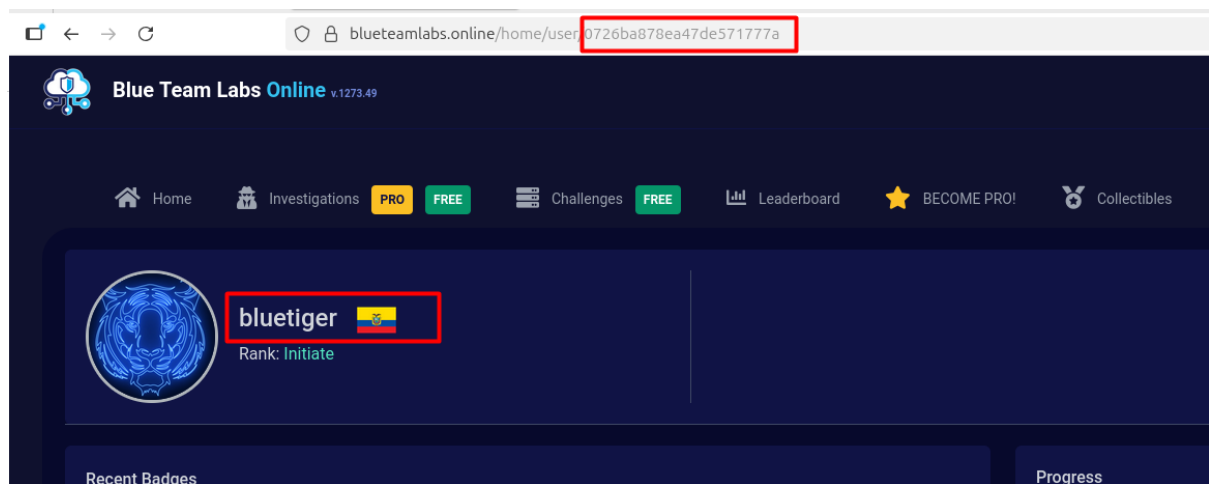 blueteamlabs.online/home/user/0726ba878ea47de571777a
Blue Team Labs Online v.1273.49
Home Investigations PRO FREE Challenges FREE Leaderboard BECOME PRO! Collectibles
bluetiger
Rank: Initiate
Recent Badges Progress